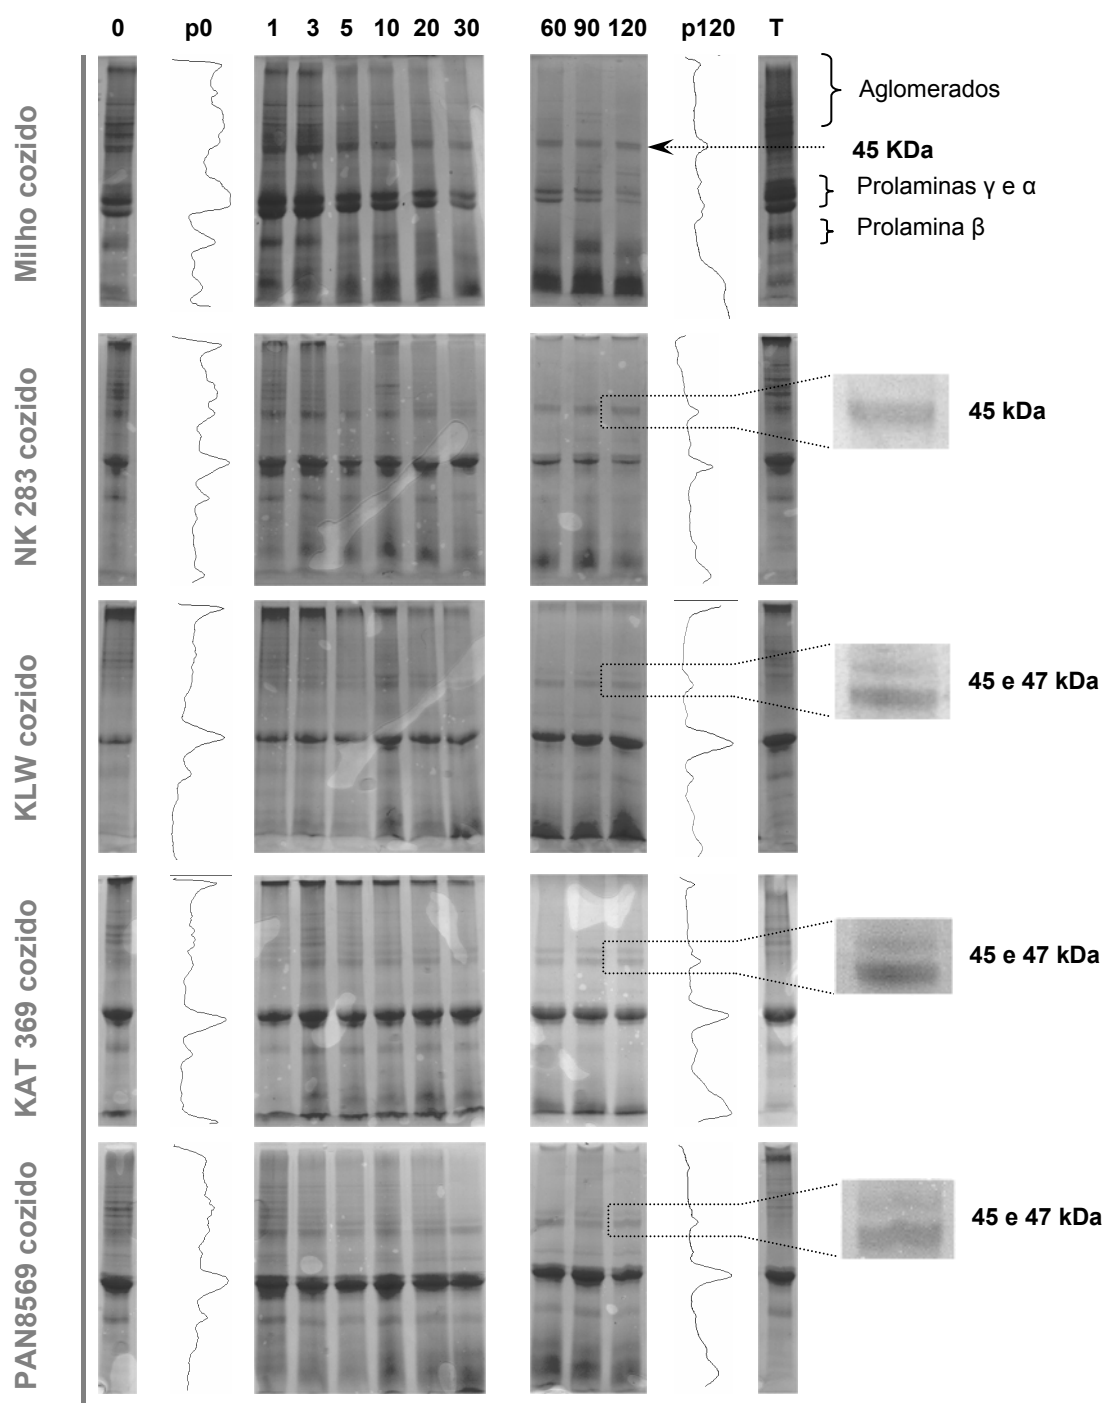 0 p0 1 3 5 10 20 30 60 90 120 p120 T
Milho cozido
Aglomerados
45 KDa
Prolaminas γ e α
Prolamina β
NK 283 cozido
45 kDa
KLW cozido
45 e 47 kDa
KAT 369 cozido
45 e 47 kDa
PAN8569 cozido
45 e 47 kDa